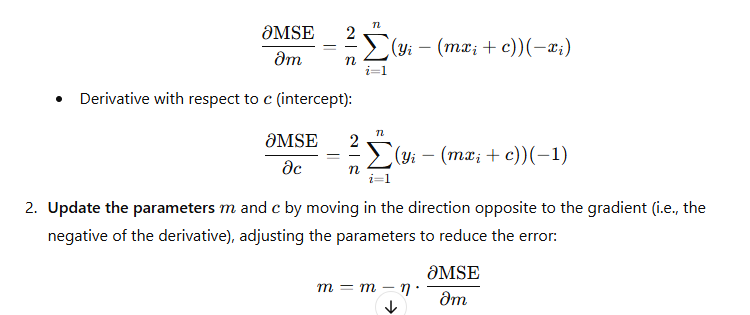 ∂MSE/∂m = 2/n ∑_{i=1}^{n} (y_i − (mx_i + c))(−x_i)
• Derivative with respect to c (intercept):
∂MSE/∂c = 2/n ∑_{i=1}^{n} (y_i − (mx_i + c))(−1)
2. Update the parameters m and c by moving in the direction opposite to the gradient (i.e., the
negative of the derivative), adjusting the parameters to reduce the error:
m = m − η · ∂MSE/∂m